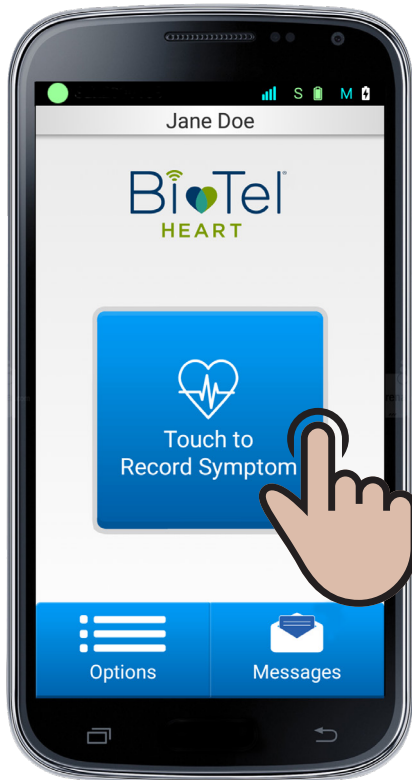 S M
Jane Doe
BioTel
HEART
Touch to
Record Symptom
Options
Messages